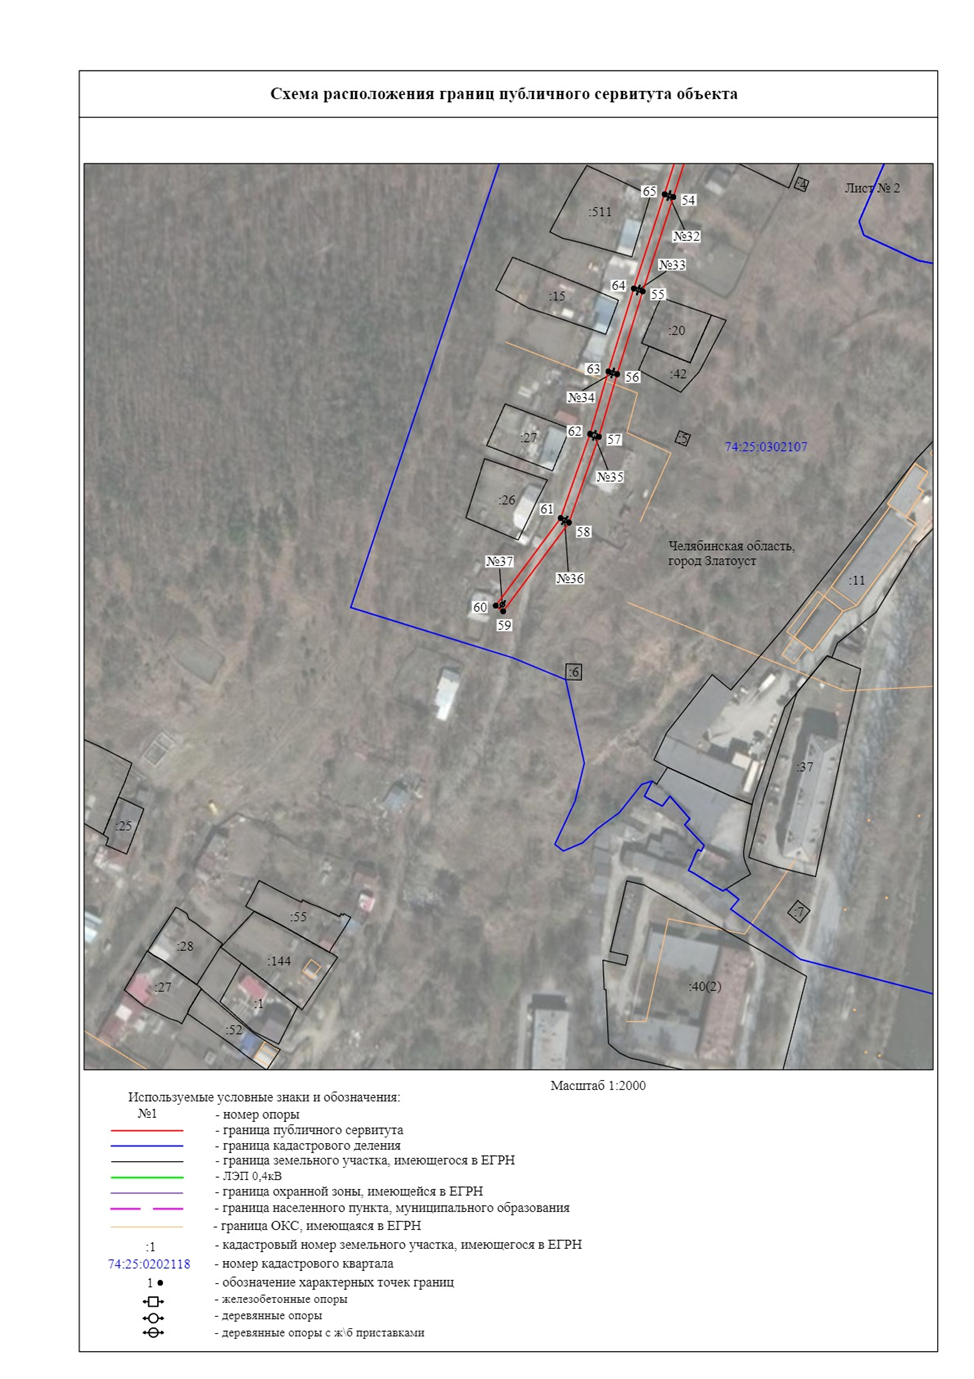 Схема расположения границ публичного сервитута объекта
Лист № 2
:4
65
54
:511
№32
№33
64
55
:15
:20
63
56
:42
№34
62
57
:27
:5
74:25:0302107
№35
:26
61
58
Челябинская область,
город Златоуст
№37
№36
:11
60
59
:6
:37
:25
:55
:7
:28
:144
:27
:1
:40(2)
:52
Масштаб 1:2000
Используемые условные знаки и обозначения:
№1 - номер опоры
- граница публичного сервитута
- граница кадастрового деления
- граница земельного участка, имеющегося в ЕГРН
- ЛЭП 0,4кВ
- граница охранной зоны, имеющейся в ЕГРН
- граница населенного пункта, муниципального образования
- граница ОКС, имеющаяся в ЕГРН
:1 - кадастровый номер земельного участка, имеющегося в ЕГРН
74:25:0202118 - номер кадастрового квартала
1 - обозначение характерных точек границ
- железобетонные опоры
- деревянные опоры
- деревянные опоры с ж\б приставками